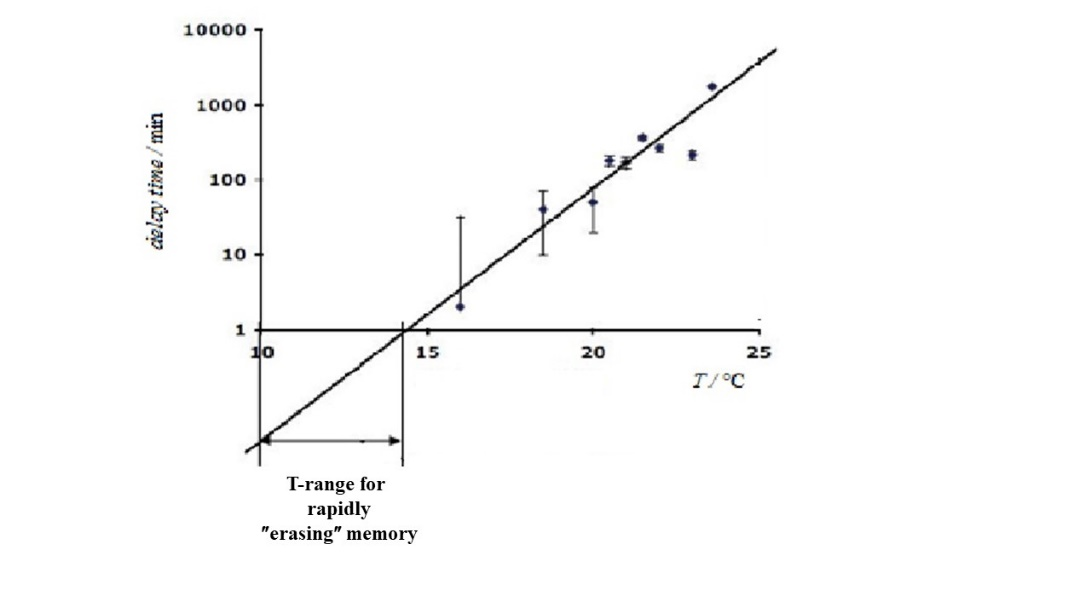 10000
1000
100
10
1
delay time / min
10
15
20
25
T / °C
T-range for
rapidly
"erasing" memory